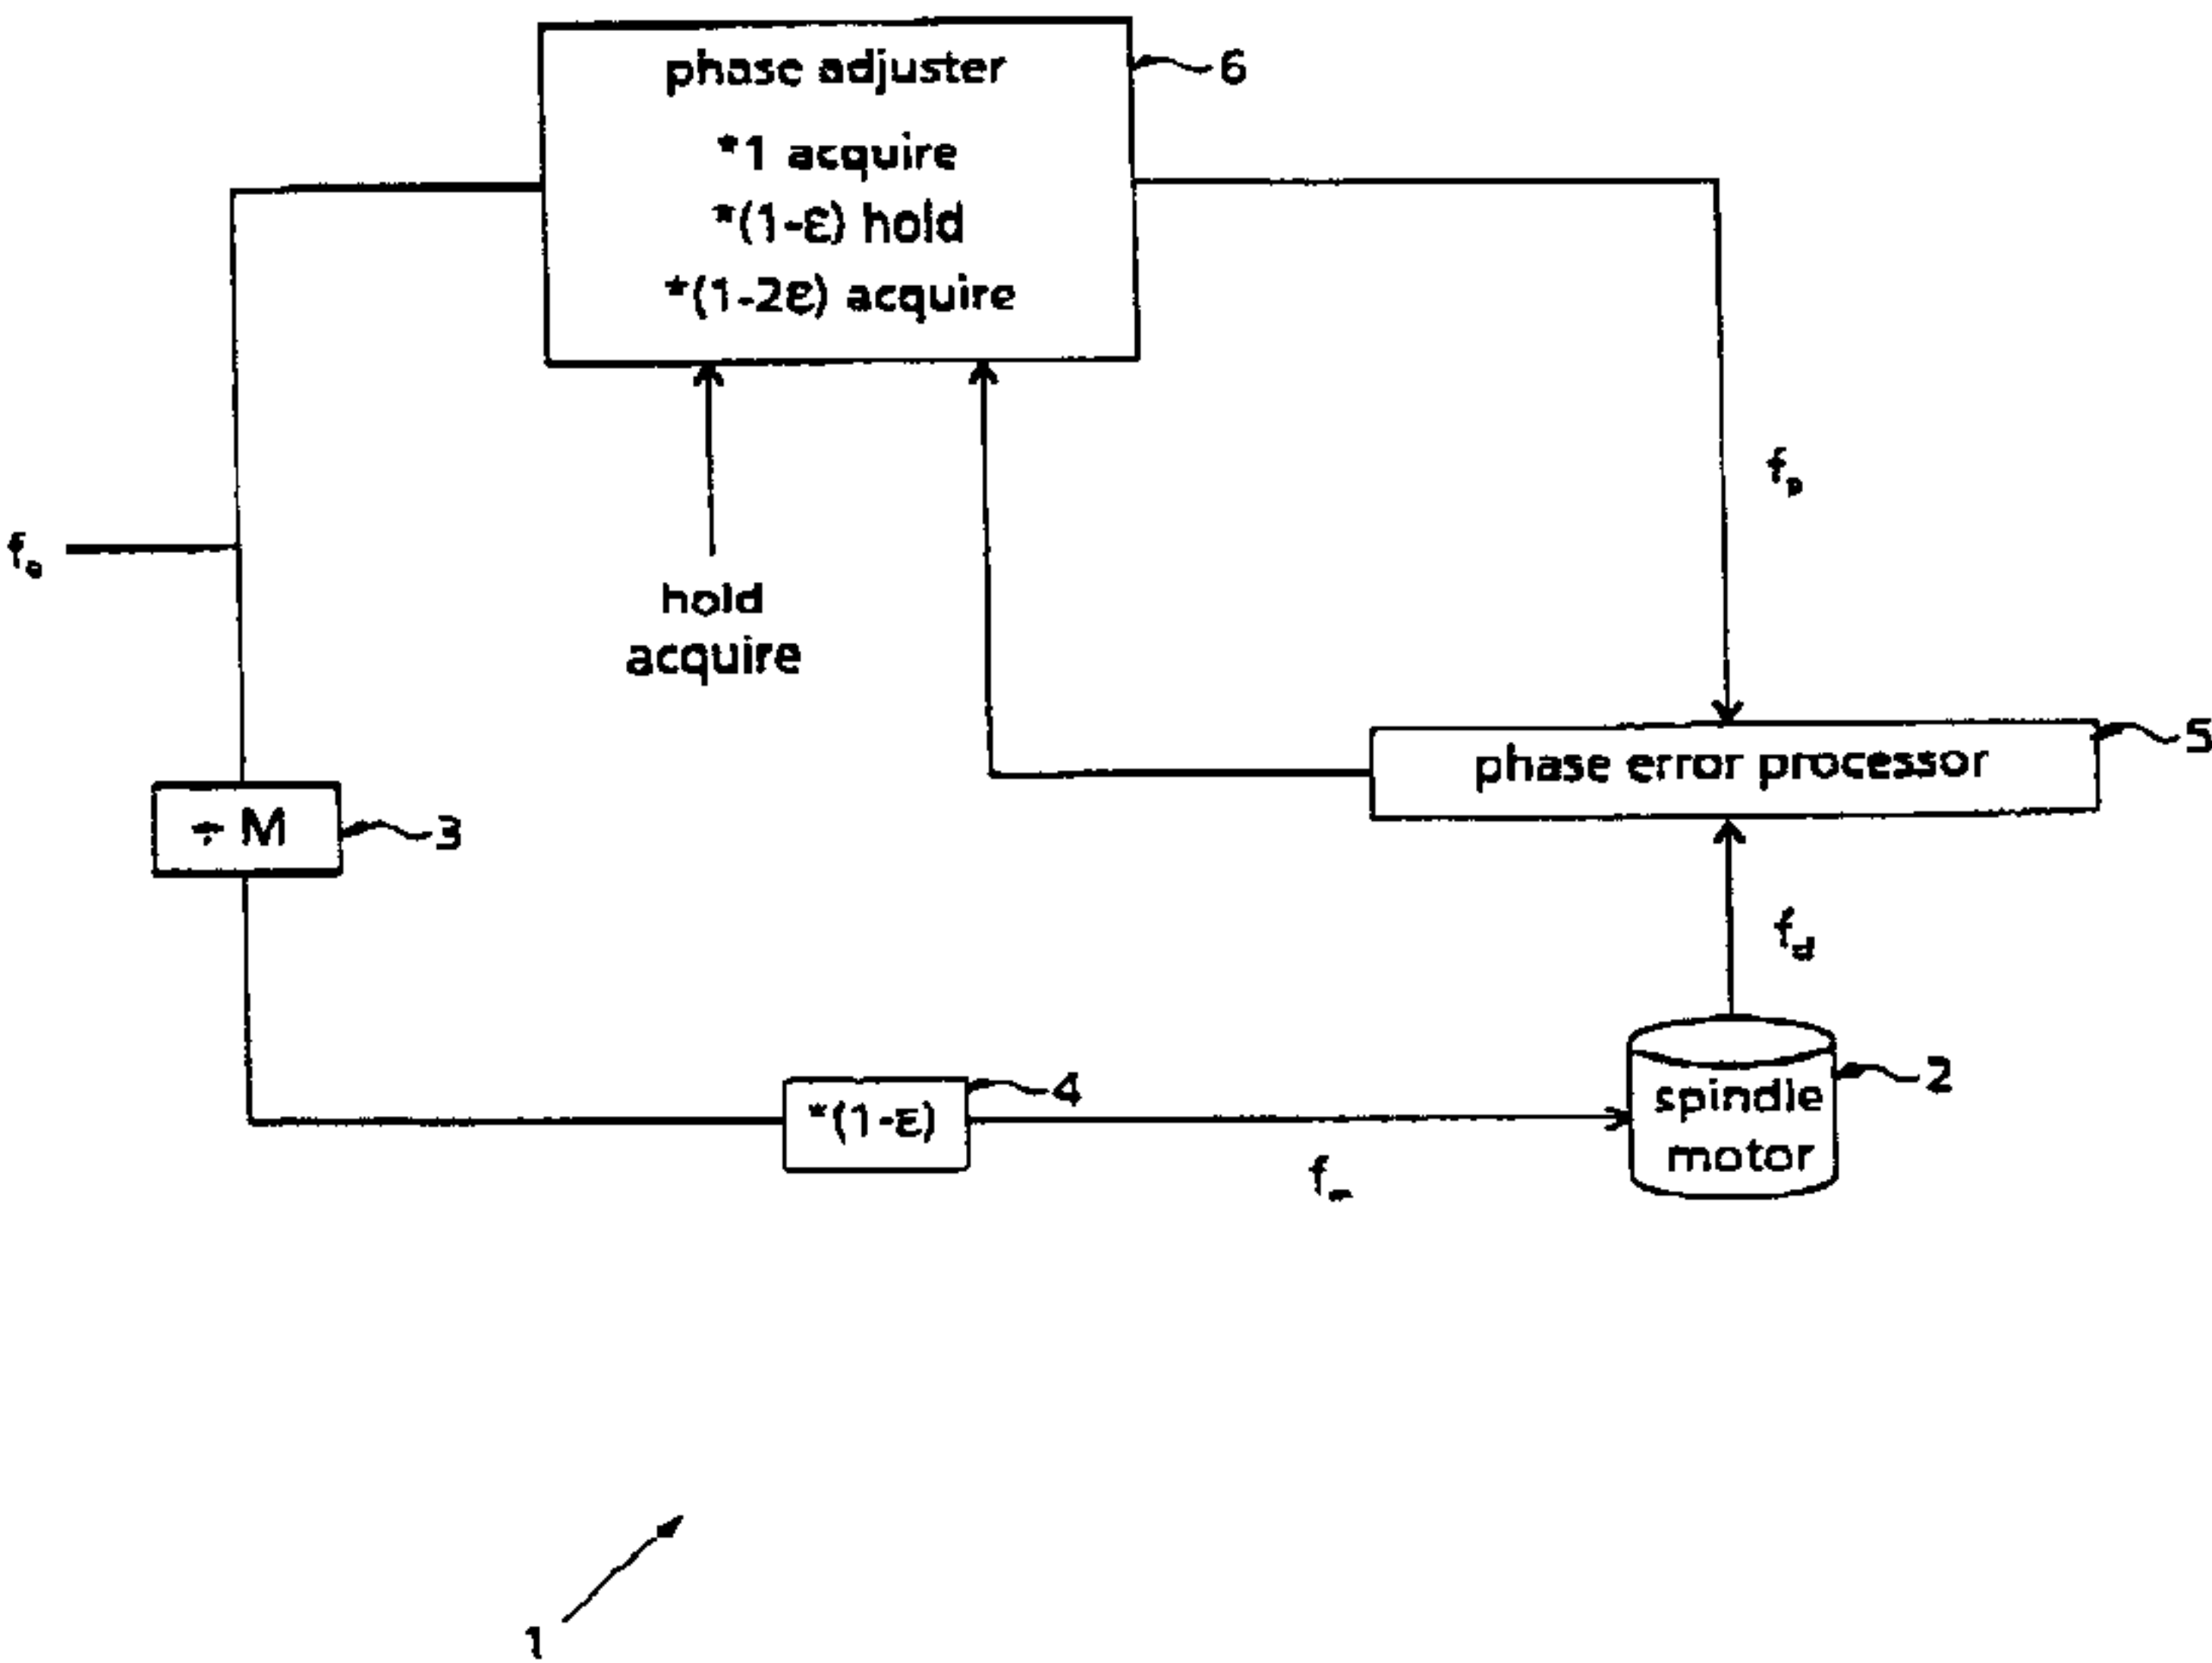 phase adjuster
*1 acquire
*(1-ε) hold
*(1-2ε) acquire
6
f
hold
acquire
f
phase error processor
5
÷ M
3
f d
2
spindle
motor
4
*(1-ε)
f
1